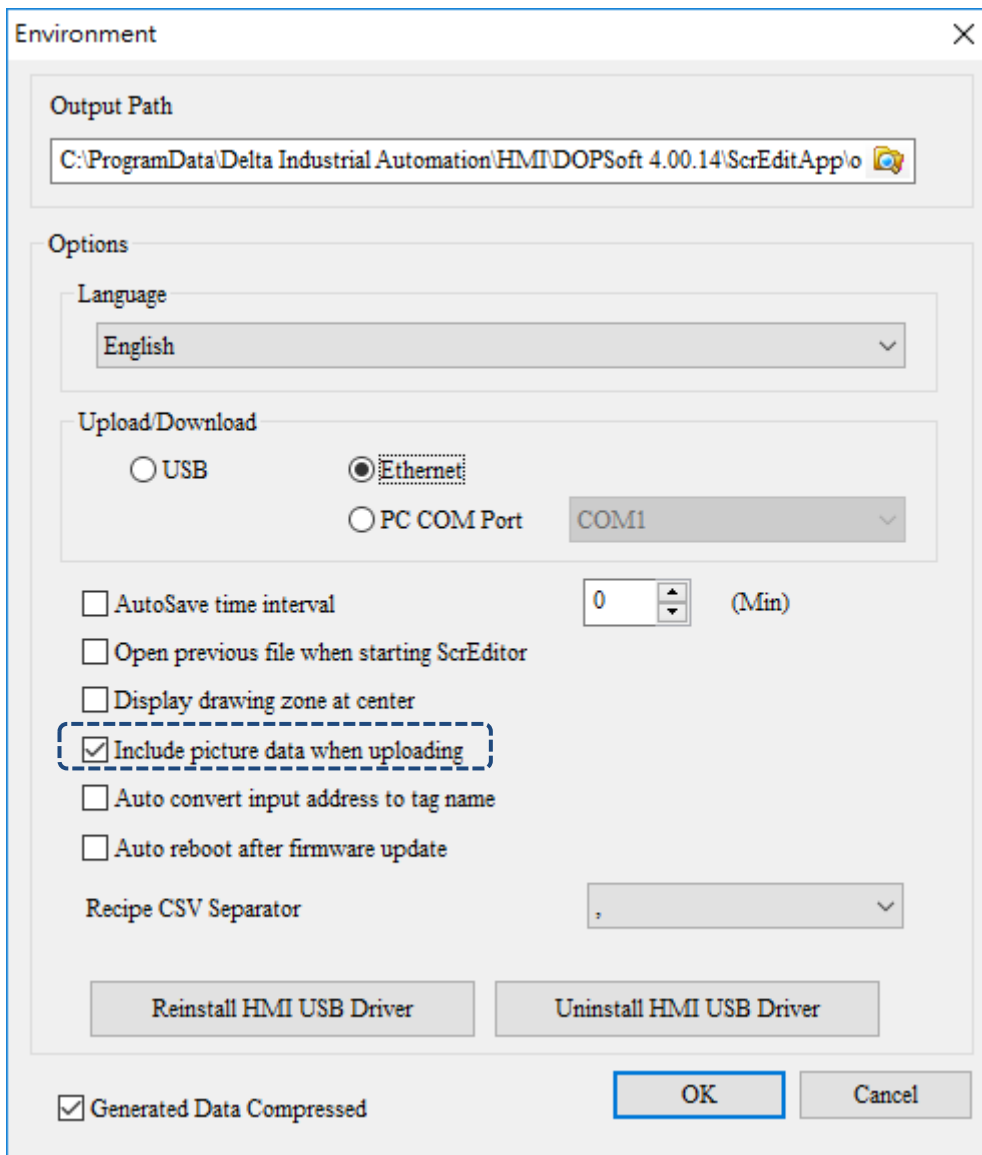 Environment
Output Path
C:\ProgramData\Delta Industrial Automation\HMI\DOPSoft 4.00.14\ScrEditApp\o
Options
Language
English
Upload/Download
USB
Ethernet
PC COM Port
COM1
AutoSave time interval
0
(Min)
Open previous file when starting ScrEditor
Display drawing zone at center
Include picture data when uploading
Auto convert input address to tag name
Auto reboot after firmware update
Recipe CSV Separator
,
Reinstall HMI USB Driver
Uninstall HMI USB Driver
Generated Data Compressed
OK
Cancel